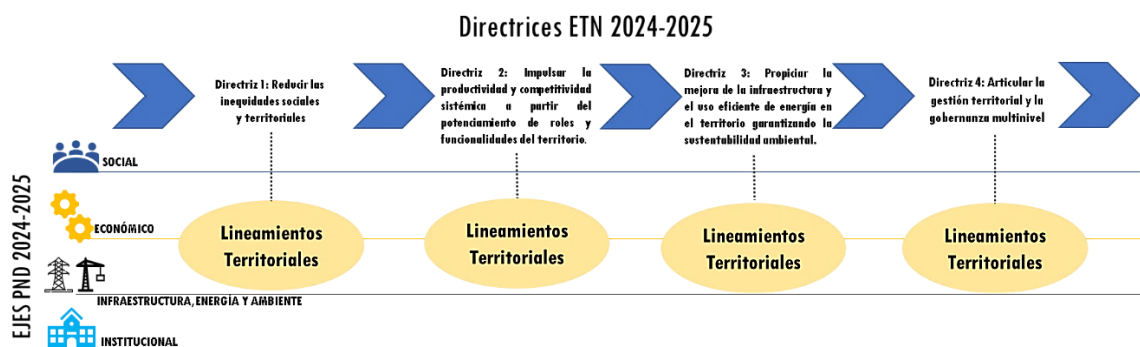 Directrices ETN 2024-2025
Directriz 1: Reducir las
inequidades sociales
y territoriales
Directriz 2: Impulsar la
productividad y competitividad
sistémica a partir del
potenciamiento de roles y
funcionalidades del territorio.
Directriz 3: Propiciar la
mejora de la infraestructura y
el uso eficiente de energía en
el territorio garantizando la
sustentabilidad ambiental.
Directriz 4: Articular la
gestión territorial y la
gobernanza multinivel
EJES PND 2024-2025
SOCIAL
ECONÓMICO
INFRAESTRUCTURA, ENERGÍA Y AMBIENTE
INSTITUCIONAL
Lineamientos
Territoriales
Lineamientos
Territoriales
Lineamientos
Territoriales
Lineamientos
Territoriales